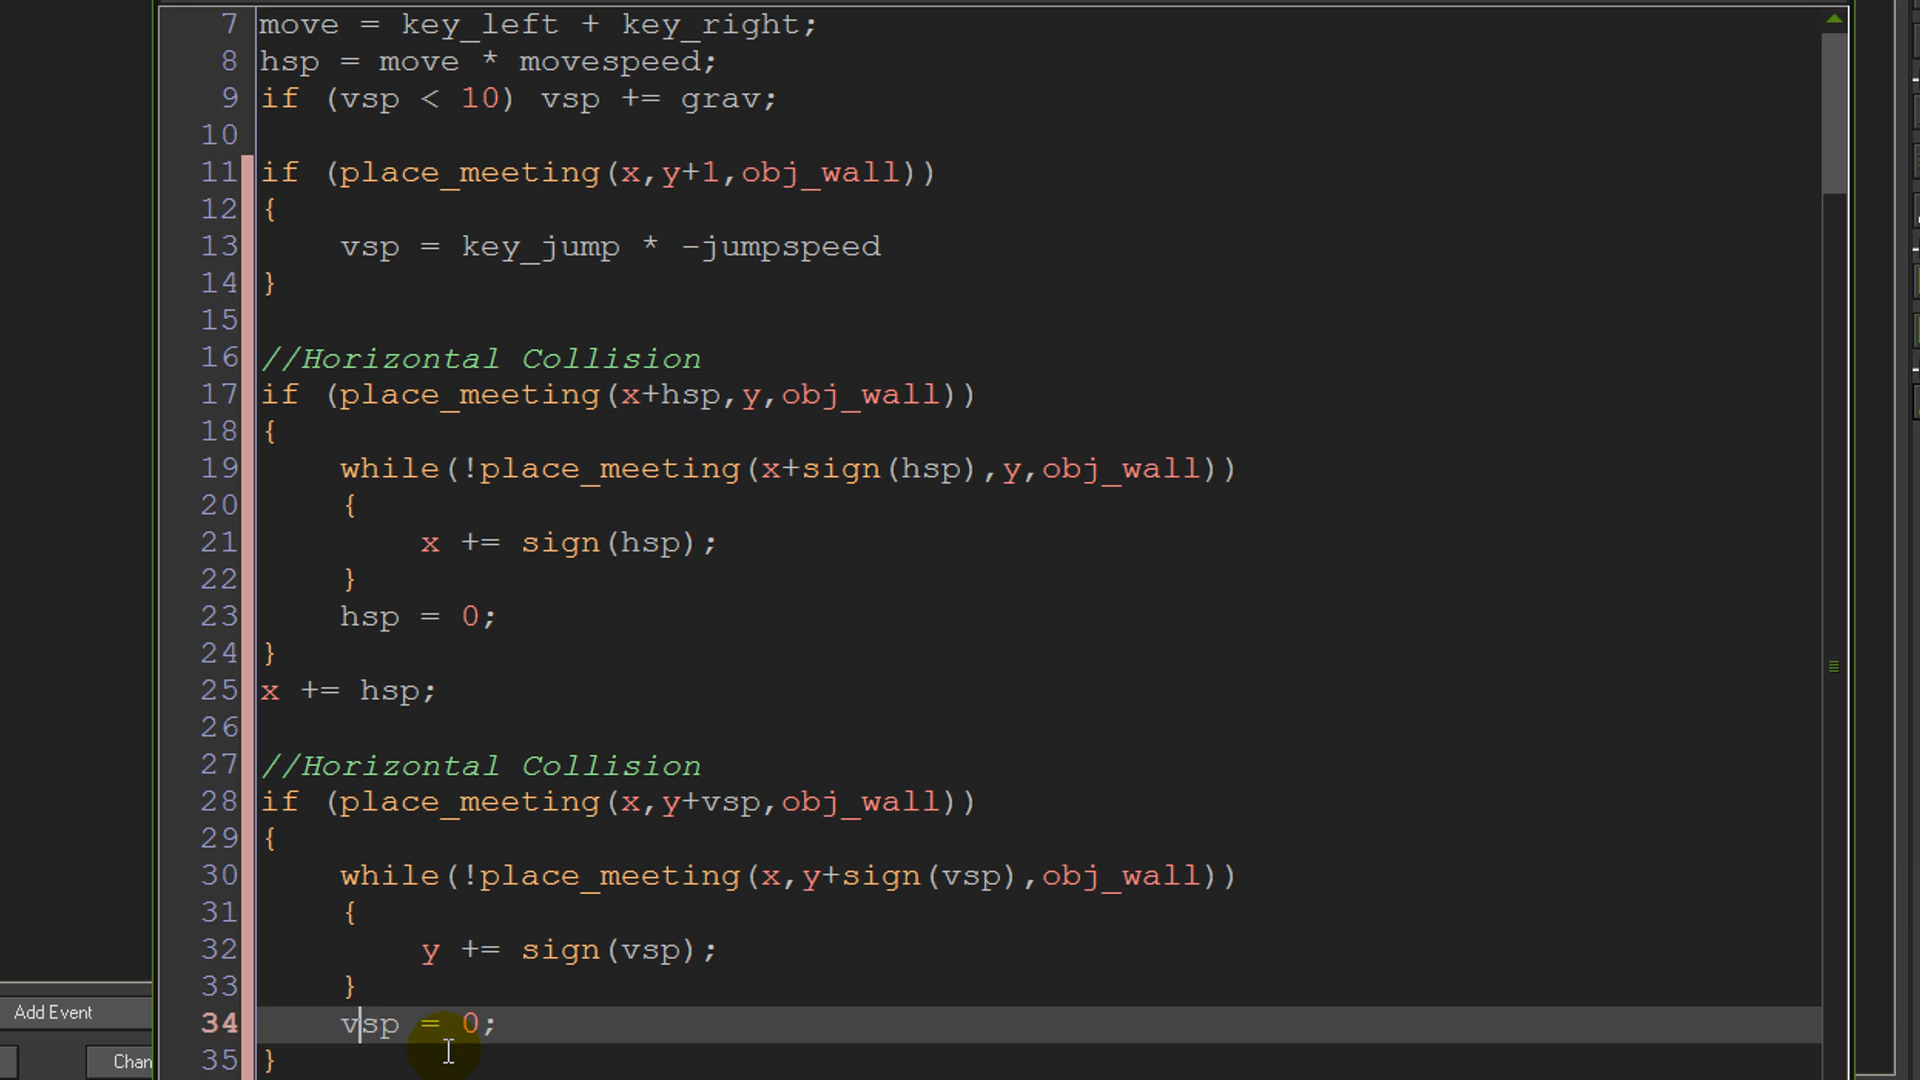 7 move = key_left + key_right;
8 hsp = move * movespeed;
9 if (vsp < 10) vsp += grav;
10
11 if (place_meeting(x,y+1,obj_wall))
12 {
13     vsp = key_jump * -jumpspeed
14 }
15
16 //Horizontal Collision
17 if (place_meeting(x+hsp,y,obj_wall))
18 {
19     while(!place_meeting(x+sign(hsp),y,obj_wall))
20     {
21         x += sign(hsp);
22     }
23     hsp = 0;
24 }
25 x += hsp;
26
27 //Horizontal Collision
28 if (place_meeting(x,y+vsp,obj_wall))
29 {
30     while(!place_meeting(x,y+sign(vsp),obj_wall))
31     {
32         y += sign(vsp);
33     }
Add Event
34     vsp = 0;
35 }
Chan